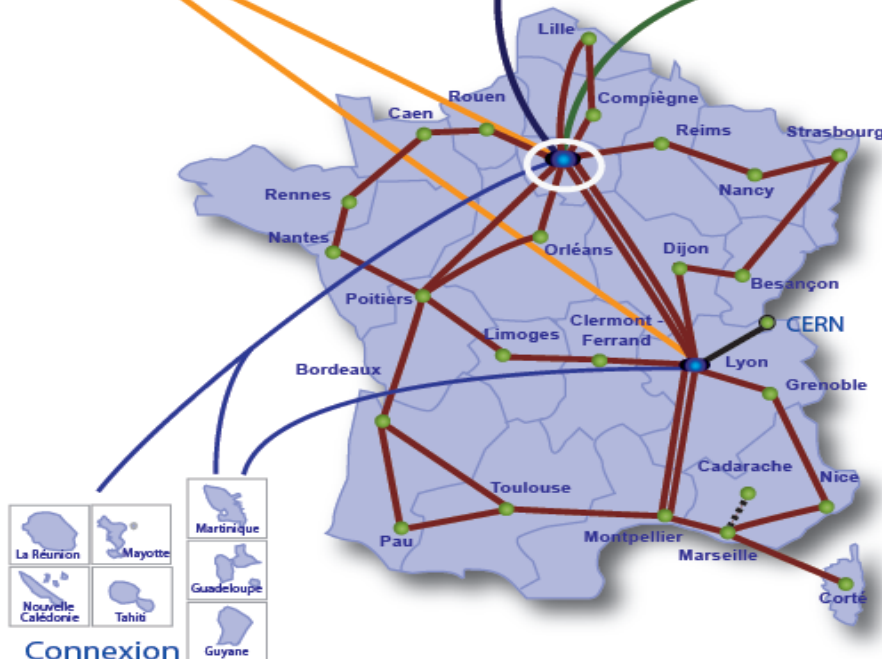 Lille
Rouen
Compiègne
Caen
Reims
Strasbourg
Nancy
Rennes
Nantes
Orléans
Dijon
Besançon
Poitiers
Clermont -
Ferrand
CERN
Limoges
Lyon
Bordeaux
Grenoble
Cadarache
Nice
Toulouse
Montpellier
Pau
Marseille
Corté
La Réunion
Mayotte
Martinique
Nouvelle
Calédonie
Tahiti
Guadeloupe
Guyane
Connexion